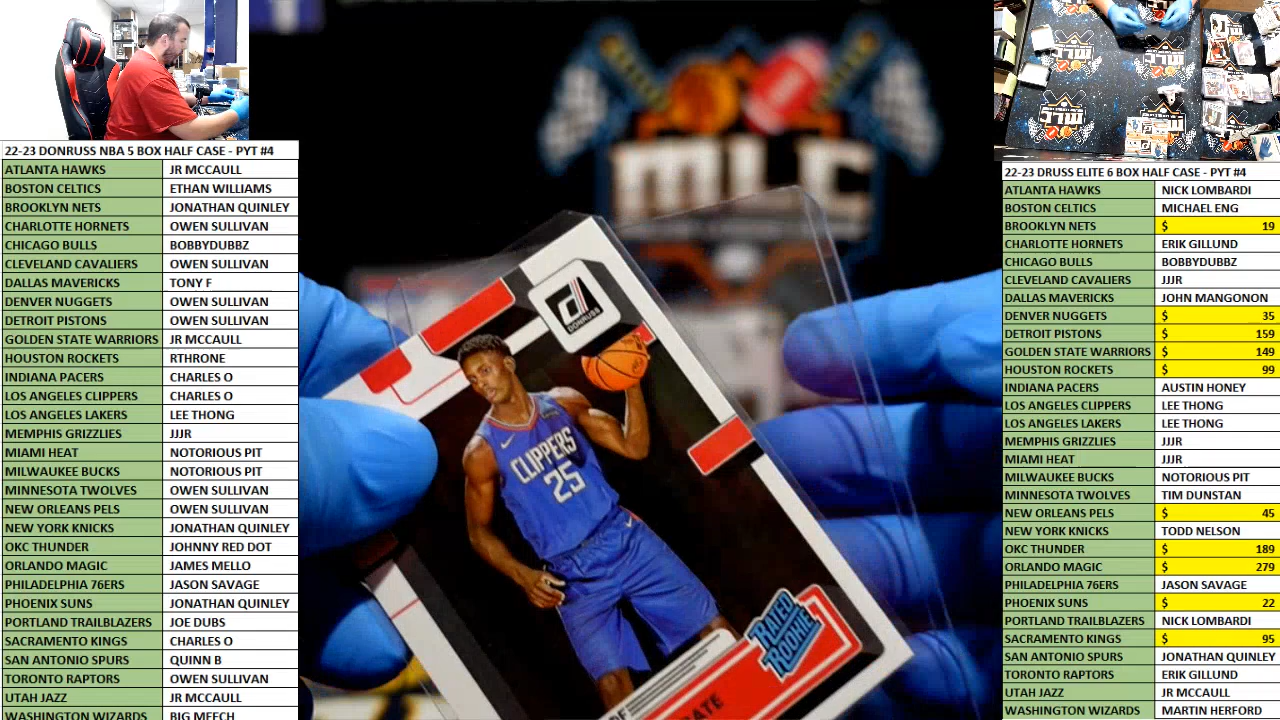 22-23 DONRUSS NBA 5 BOX HALF CASE - PYT #4
ATLANTA HAWKS JR MCCAULL
BOSTON CELTICS ETHAN WILLIAMS
BROOKLYN NETS JONATHAN QUINLEY
CHARLOTTE HORNETS OWEN SULLIVAN
CHICAGO BULLS BOBBYDUBBZ
CLEVELAND CAVALIERS OWEN SULLIVAN
DALLAS MAVERICKS TONY F
DENVER NUGGETS OWEN SULLIVAN
DETROIT PISTONS OWEN SULLIVAN
GOLDEN STATE WARRIORS JR MCCAULL
HOUSTON ROCKETS RTHRONE
INDIANA PACERS CHARLES O
LOS ANGELES CLIPPERS CHARLES O
LOS ANGELES LAKERS LEE THONG
MEMPHIS GRIZZLIES JJJR
MIAMI HEAT NOTORIOUS PIT
MILWAUKEE BUCKS NOTORIOUS PIT
MINNESOTA TWOLVES OWEN SULLIVAN
NEW ORLEANS PELS OWEN SULLIVAN
NEW YORK KNICKS JONATHAN QUINLEY
OKC THUNDER JOHNNY RED DOT
ORLANDO MAGIC JAMES MELLO
PHILADELPHIA 76ERS JASON SAVAGE
PHOENIX SUNS JONATHAN QUINLEY
PORTLAND TRAILBLAZERS JOE DUBS
SACRAMENTO KINGS CHARLES O
SAN ANTONIO SPURS QUINN B
TORONTO RAPTORS OWEN SULLIVAN
UTAH JAZZ JR MCCAULL
WASHINGTON WIZARDS BIG MEECH
MLC
DONRUSS
CLIPPERS
25
RATED
ROOKIE
MLC
MLC
MLC
MLC
22-23 DRUSS ELITE 6 BOX HALF CASE - PYT #4
ATLANTA HAWKS NICK LOMBARDI
BOSTON CELTICS MICHAEL ENG
BROOKLYN NETS $ 19
CHARLOTTE HORNETS ERIK GILLUND
CHICAGO BULLS BOBBYDUBBZ
CLEVELAND CAVALIERS JJJR
DALLAS MAVERICKS JOHN MANGONON
DENVER NUGGETS $ 35
DETROIT PISTONS $ 159
GOLDEN STATE WARRIORS $ 149
HOUSTON ROCKETS $ 99
INDIANA PACERS AUSTIN HONEY
LOS ANGELES CLIPPERS LEE THONG
LOS ANGELES LAKERS LEE THONG
MEMPHIS GRIZZLIES JJJR
MIAMI HEAT JJJR
MILWAUKEE BUCKS NOTORIOUS PIT
MINNESOTA TWOLVES TIM DUNSTAN
NEW ORLEANS PELS $ 45
NEW YORK KNICKS TODD NELSON
OKC THUNDER $ 189
ORLANDO MAGIC $ 279
PHILADELPHIA 76ERS JASON SAVAGE
PHOENIX SUNS $ 22
PORTLAND TRAILBLAZERS NICK LOMBARDI
SACRAMENTO KINGS $ 95
SAN ANTONIO SPURS JONATHAN QUINLEY
TORONTO RAPTORS ERIK GILLUND
UTAH JAZZ JR MCCAULL
WASHINGTON WIZARDS MARTIN HERFORD